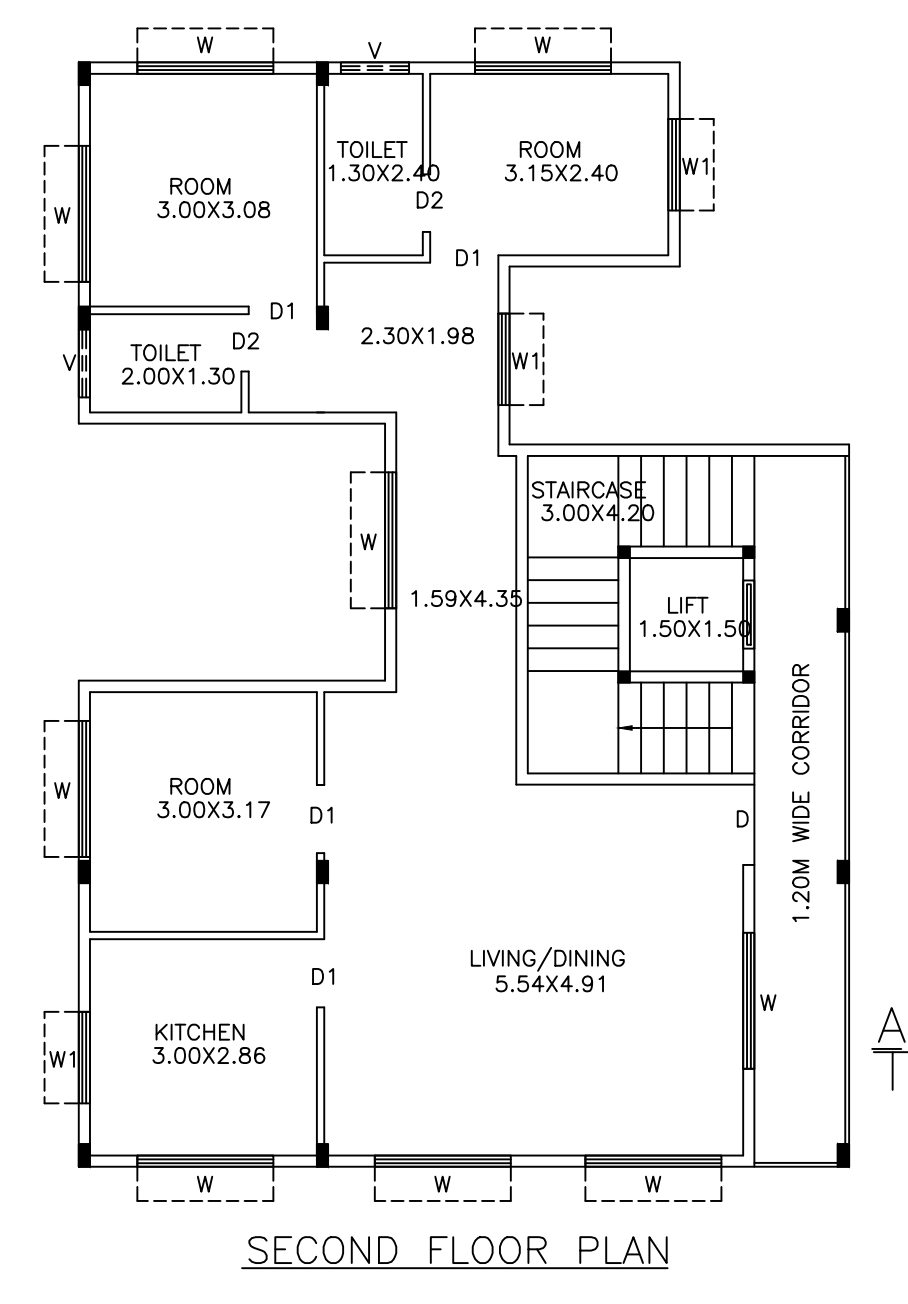 W
V
W
TOILET
1.30X2.40
ROOM
3.15X2.40
W1
ROOM
3.00X3.08
W
D2
D1
D1
D2
2.30X1.98
TOILET
2.00X1.30
V
W1
STAIRCASE
3.00X4.20
W
1.59X4.35
LIFT
1.50X1.50
ROOM
3.00X3.17
W
D1
D
1.20M WIDE CORRIDOR
LIVING/DINING
5.54X4.91
D1
W
KITCHEN
3.00X2.86
W1
A
W
W
W
SECOND FLOOR PLAN